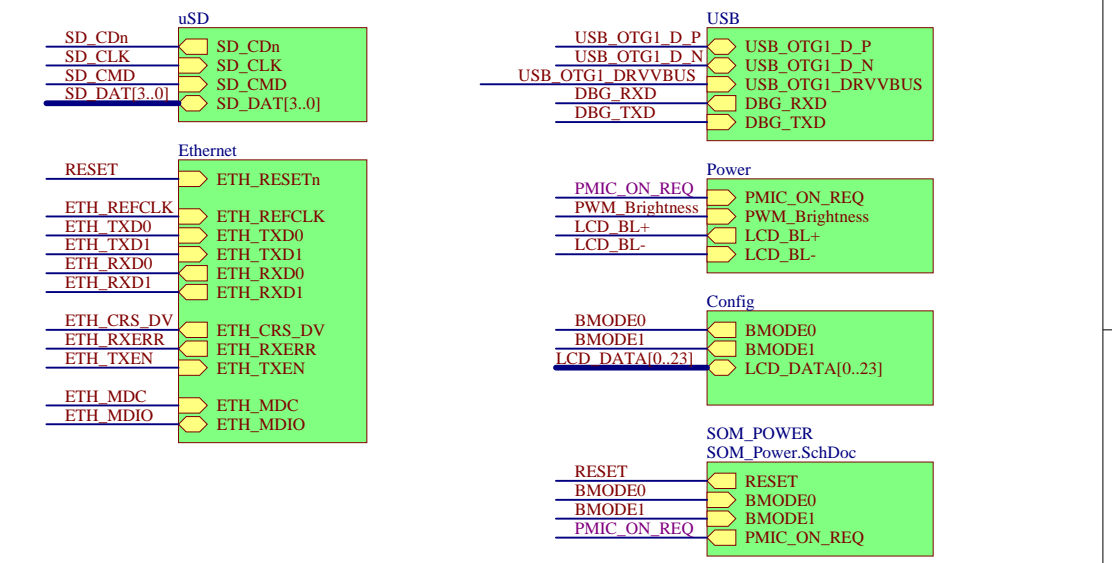 uSD
SD_CDn SD_CDn
SD_CLK SD_CLK
SD_CMD SD_CMD
SD_DAT[3..0] SD_DAT[3..0]
Ethernet
RESET ETH_RESETn
ETH_REFCLK ETH_REFCLK
ETH_TXD0 ETH_TXD0
ETH_TXD1 ETH_TXD1
ETH_RXD0 ETH_RXD0
ETH_RXD1 ETH_RXD1
ETH_CRS_DV ETH_CRS_DV
ETH_RXERR ETH_RXERR
ETH_TXEN ETH_TXEN
ETH_MDC ETH_MDC
ETH_MDIO ETH_MDIO
USB
USB_OTG1_D_P USB_OTG1_D_P
USB_OTG1_D_N USB_OTG1_D_N
USB_OTG1_DRVVBUS USB_OTG1_DRVVBUS
DBG_RXD DBG_RXD
DBG_TXD DBG_TXD
Power
PMIC_ON_REQ PMIC_ON_REQ
PWM_Brightness PWM_Brightness
LCD_BL+ LCD_BL+
LCD_BL- LCD_BL-
Config
BMODE0 BMODE0
BMODE1 BMODE1
LCD_DATA[0..23] LCD_DATA[0..23]
SOM_POWER
SOM_Power.SchDoc
RESET RESET
BMODE0 BMODE0
BMODE1 BMODE1
PMIC_ON_REQ PMIC_ON_REQ